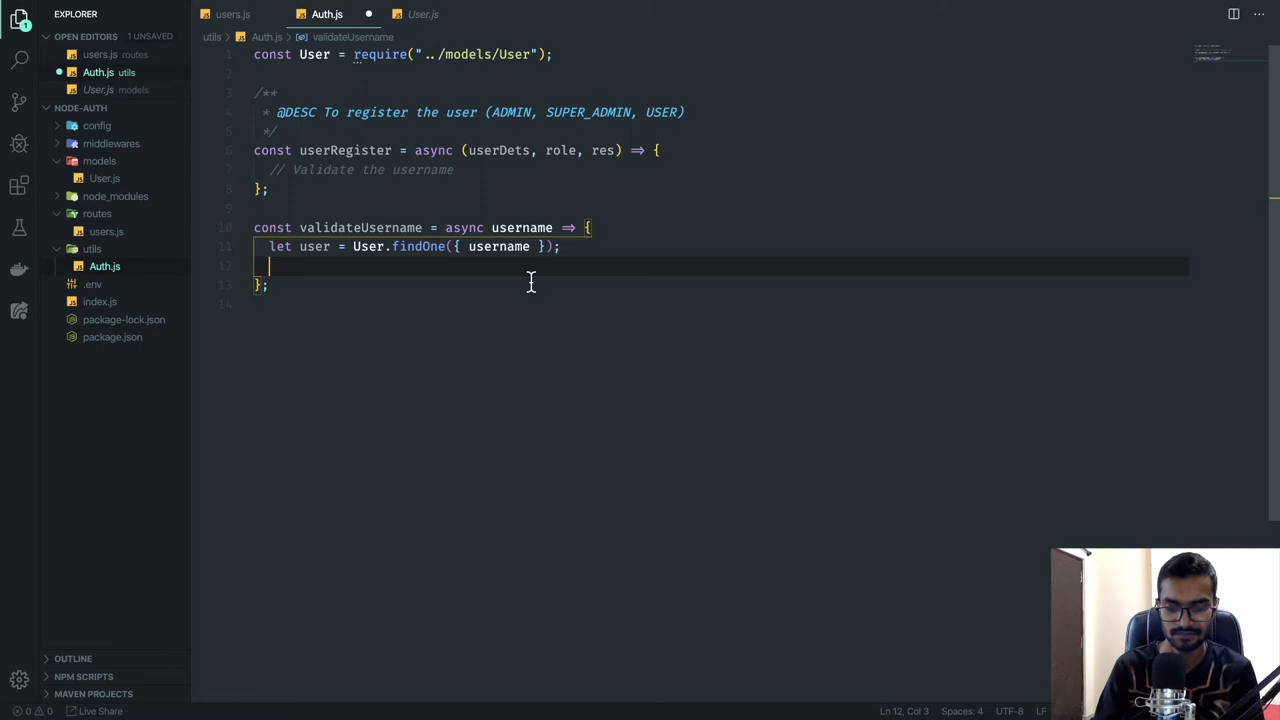 EXPLORER
OPEN EDITORS 1 UNSAVED
users.js routes
Auth.js utils
User.js models
NODE-AUTH
config
middlewares
models
User.js
node_modules
routes
users.js
utils
Auth.js
.env
index.js
package-lock.json
package.json
OUTLINE
NPM SCRIPTS
MAVEN PROJECTS
1
users.js
Auth.js
User.js
utils > Auth.js > validateUsername
1 const User = require("../models/User");
2
3 /**
4 * @DESC To register the user (ADMIN, SUPER_ADMIN, USER)
5 */
6 const userRegister = async (userDets, role, res) => {
7 // Validate the username
8 };
9
10 const validateUsername = async username => {
11 let user = User.findOne({ username });
12
13 };
14
0 0 Live Share
Ln 12, Col 3 Spaces: 4 UTF-8 LF